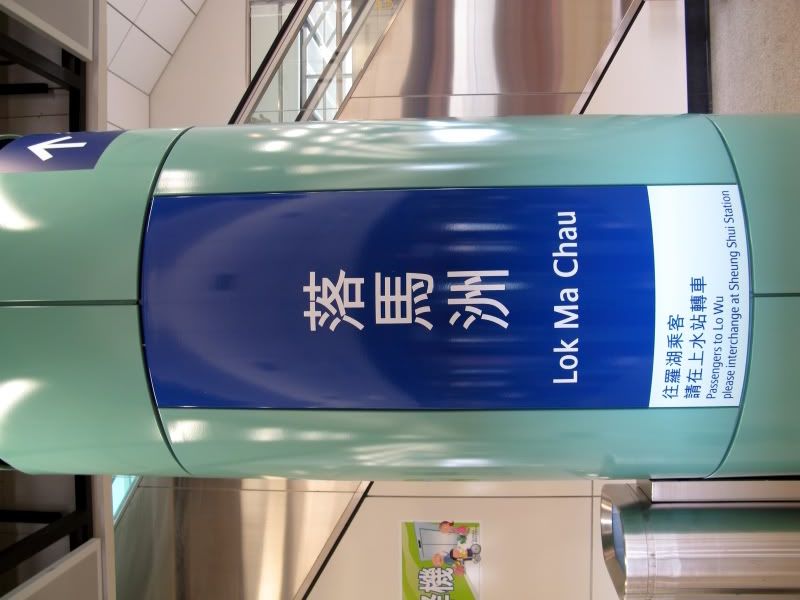 落馬洲
Lok Ma Chau
往羅湖乘客
請在上水站轉車
Passengers to Lo Wu
please interchange at Sheung Shui Station